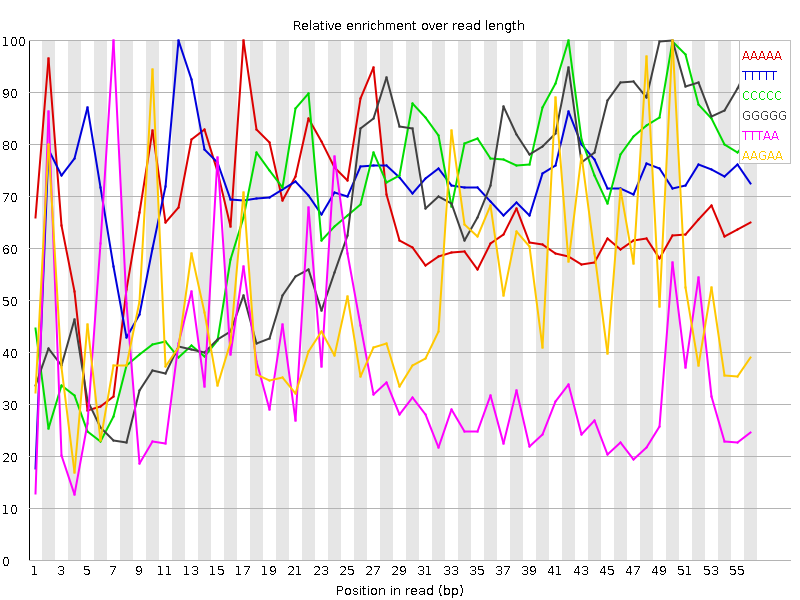 Relative enrichment over read length
100
90
80
70
60
50
40
30
20
10
0
AAAAA
TTTTT
CCCCC
GGGGG
TTTAA
AAGAA
1 3 5 7 9 11 13 15 17 19 21 23 25 27 29 31 33 35 37 39 41 43 45 47 49 51 53 55
Position in read (bp)